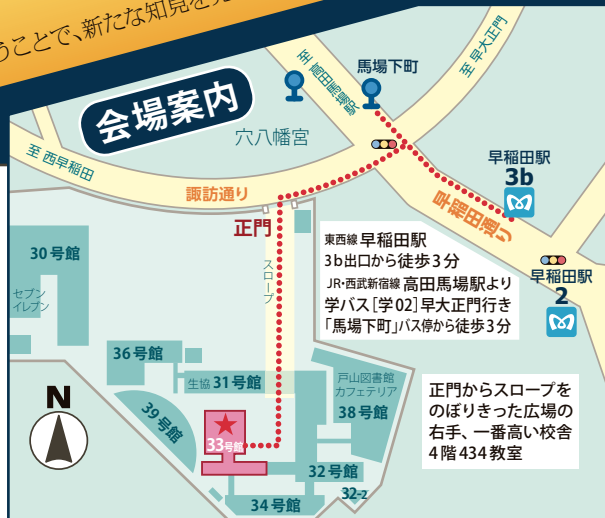 うことで、新たな知見を
会場案内
至 高田馬場駅
馬場下町
至 早大正門
穴八幡宮
至 西早稲田
諏訪通り
早稲田駅
3b
早稲田通り
正門
スロープ
東西線 早稲田駅
3b出口から徒歩3分
JR・西武新宿線 高田馬場駅より
学バス[学02]早大正門行き
「馬場下町」バス停から徒歩3分
早稲田駅
2
30号館
セブン
イレブン
36号館
生協 31号館
戸山図書館
カフェテリア
38号館
39号館
33号館
32号館
32-2
34号館
N
正門からスロープを
のぼりきった広場の
右手、一番高い校舎
4階434教室